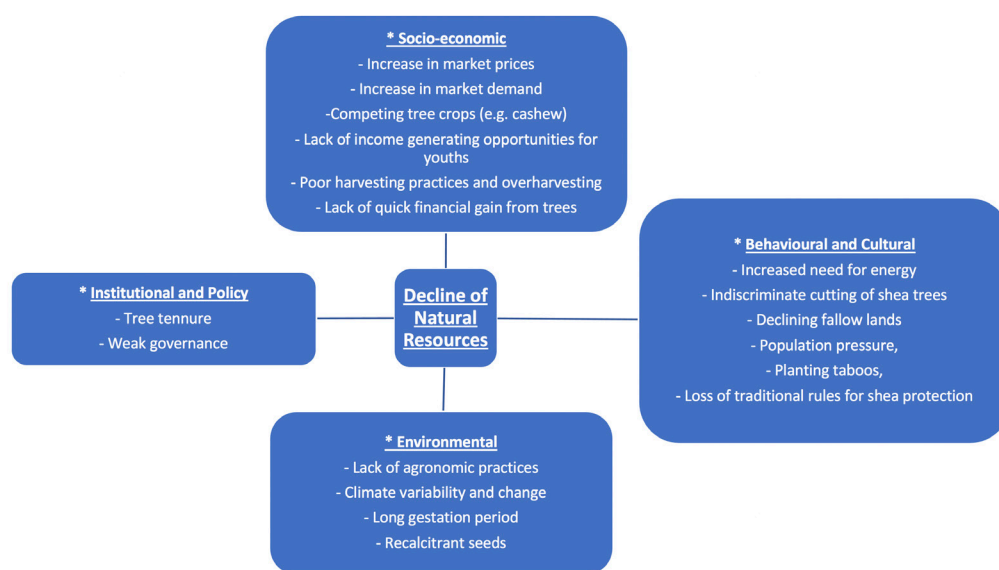 * Socio-economic
- Increase in market prices
- Increase in market demand
-Competing tree crops (e.g. cashew)
- Lack of income generating opportunities for
youths
- Poor harvesting practices and overharvesting
- Lack of quick financial gain from trees
* Institutional and Policy
- Tree tennure
- Weak governance
Decline of
Natural
Resources
* Behavioural and Cultural
- Increased need for energy
- Indiscriminate cutting of shea trees
- Declining fallow lands
- Population pressure,
- Planting taboos,
- Loss of traditional rules for shea protection
* Environmental
- Lack of agronomic practices
- Climate variability and change
- Long gestation period
- Recalcitrant seeds